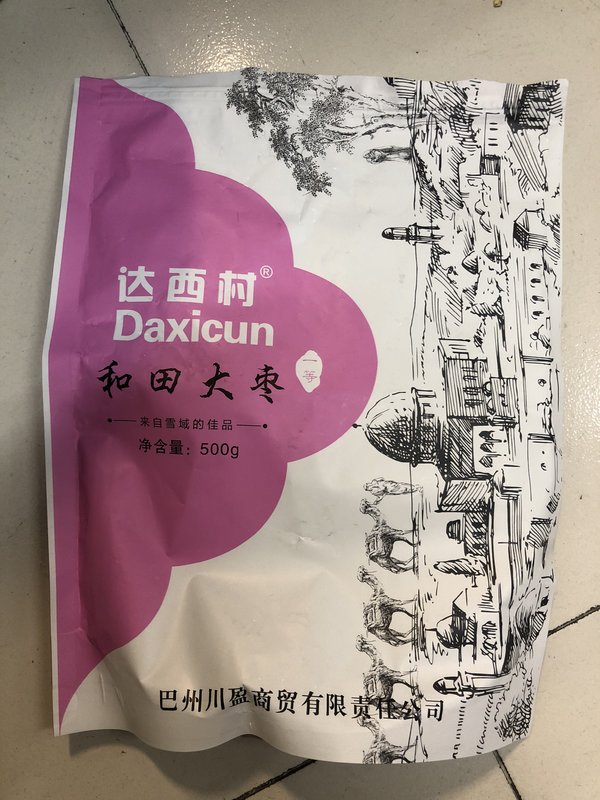 达西村®
Daxicun
和田大枣
一等
来自雪域的佳品
净含量：500g
巴州川盈商贸有限责任公司